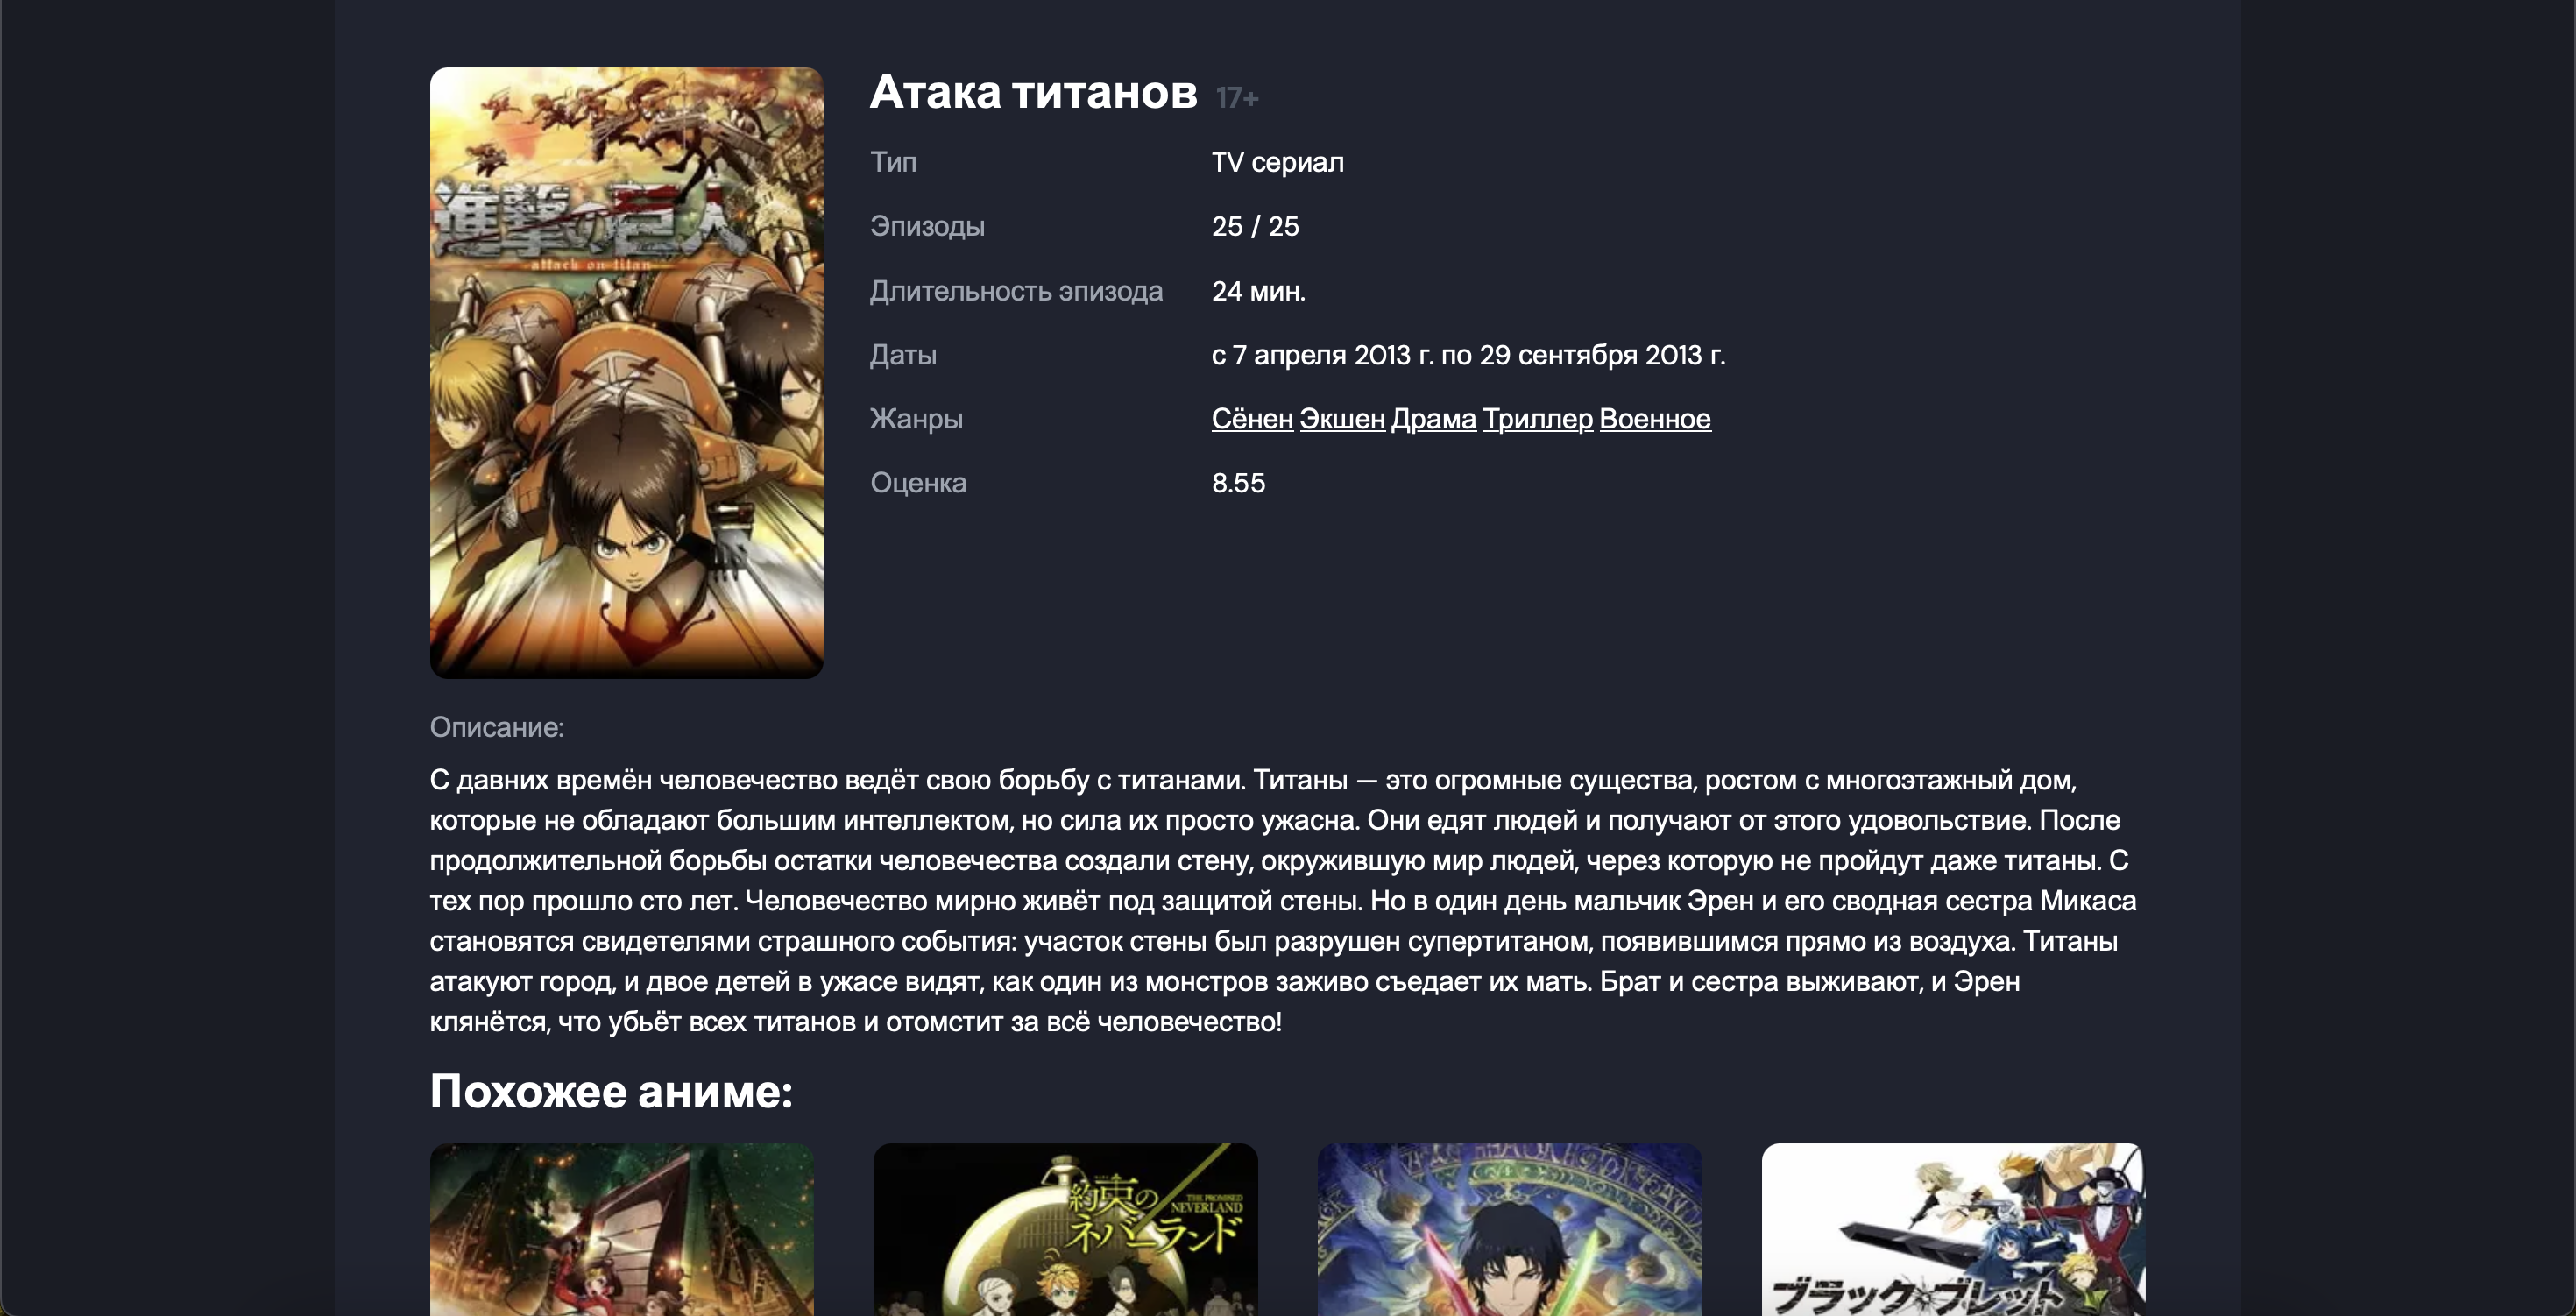 進撃の巨人
attack on titan
Атака титанов 17+
Тип TV сериал
Эпизоды 25 / 25
Длительность эпизода 24 мин.
Даты с 7 апреля 2013 г. по 29 сентября 2013 г.
Жанры Сёнен Экшен Драма Триллер Военное
Оценка 8.55
Описание:
С давних времён человечество ведёт свою борьбу с титанами. Титаны — это огромные существа, ростом с многоэтажный дом,
которые не обладают большим интеллектом, но сила их просто ужасна. Они едят людей и получают от этого удовольствие. После
продолжительной борьбы остатки человечества создали стену, окружившую мир людей, через которую не пройдут даже титаны. С
тех пор прошло сто лет. Человечество мирно живёт под защитой стены. Но в один день мальчик Эрен и его сводная сестра Микаса
становятся свидетелями страшного события: участок стены был разрушен супертитаном, появившимся прямо из воздуха. Титаны
атакуют город, и двое детей в ужасе видят, как один из монстров заживо съедает их мать. Брат и сестра выживают, и Эрен
клянётся, что убьёт всех титанов и отомстит за всё человечество!
Похожее аниме:
約束の
ネバーランド
THE PROMISED
NEVERLAND
ブラック・ブレット